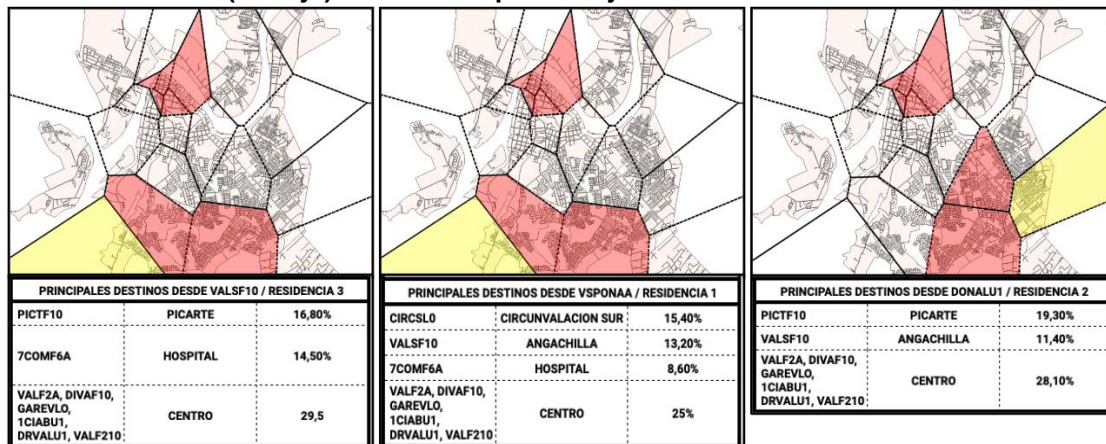 PRINCIPALES DESTINOS DESDE VALSF10 / RESIDENCIA 3
PICTF10 PICARTE 16,80%
7COMF6A HOSPITAL 14,50%
VALF2A, DIVAF10,
GAREVLO,
1CIABU1,
DRVALU1, VALF210 CENTRO 29,5
PRINCIPALES DESTINOS DESDE VSPONAA / RESIDENCIA 1
CIRCSL0 CIRCUNVALACION SUR 15,40%
VALSF10 ANGACHILLA 13,20%
7COMF6A HOSPITAL 8,60%
VALF2A, DIVAF10,
GAREVLO,
1CIABU1,
DRVALU1, VALF210 CENTRO 25%
PRINCIPALES DESTINOS DESDE DONALU1 / RESIDENCIA 2
PICTF10 PICARTE 19,30%
VALSF10 ANGACHILLA 11,40%
VALF2A, DIVAF10,
GAREVLO,
1CIABU1,
DRVALU1, VALF210 CENTRO 28,10%